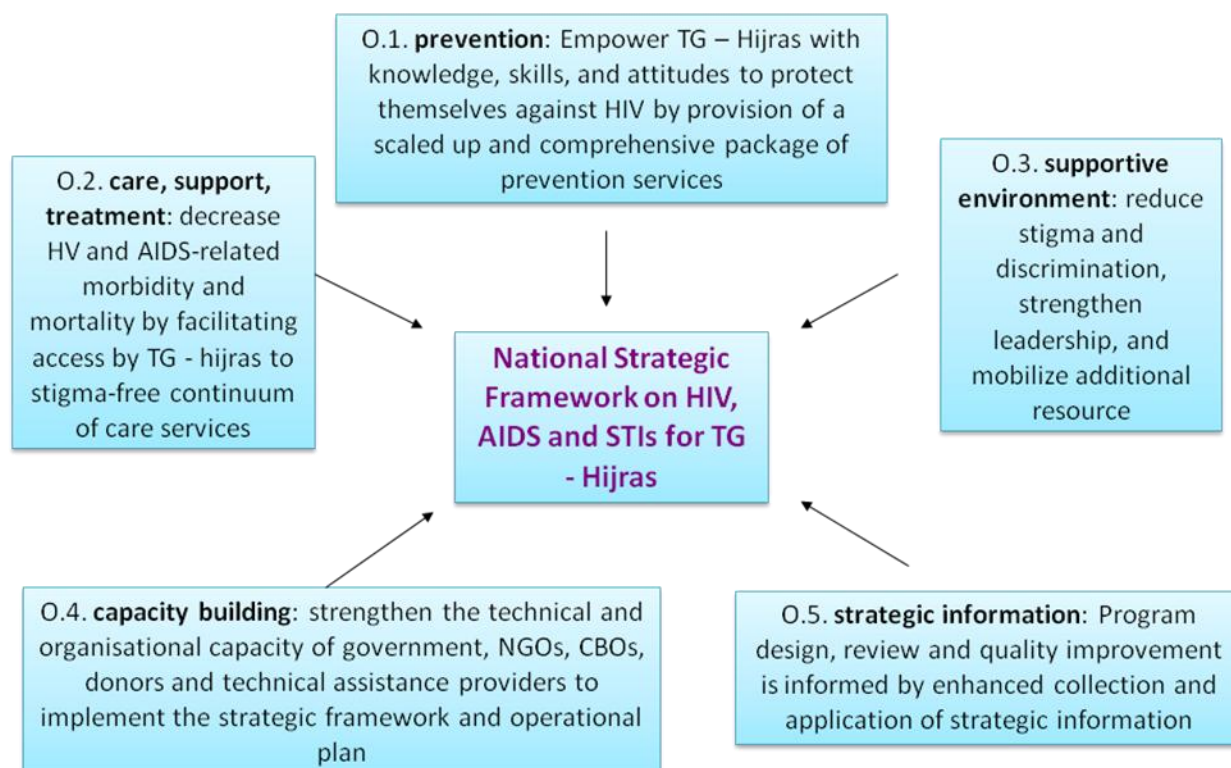 O.1. prevention: Empower TG – Hijras with
knowledge, skills, and attitudes to protect
themselves against HIV by provision of a
scaled up and comprehensive package of
prevention services
O.2. care, support,
treatment: decrease
HV and AIDS-related
morbidity and
mortality by facilitating
access by TG - hijras to
stigma-free continuum
of care services
O.3. supportive
environment: reduce
stigma and
discrimination,
strengthen
leadership, and
mobilize additional
resource
National Strategic
Framework on HIV,
AIDS and STIs for TG
- Hijras
O.4. capacity building: strengthen the technical and
organisational capacity of government, NGOs, CBOs,
donors and technical assistance providers to
implement the strategic framework and operational
plan
O.5. strategic information: Program
design, review and quality improvement
is informed by enhanced collection and
application of strategic information